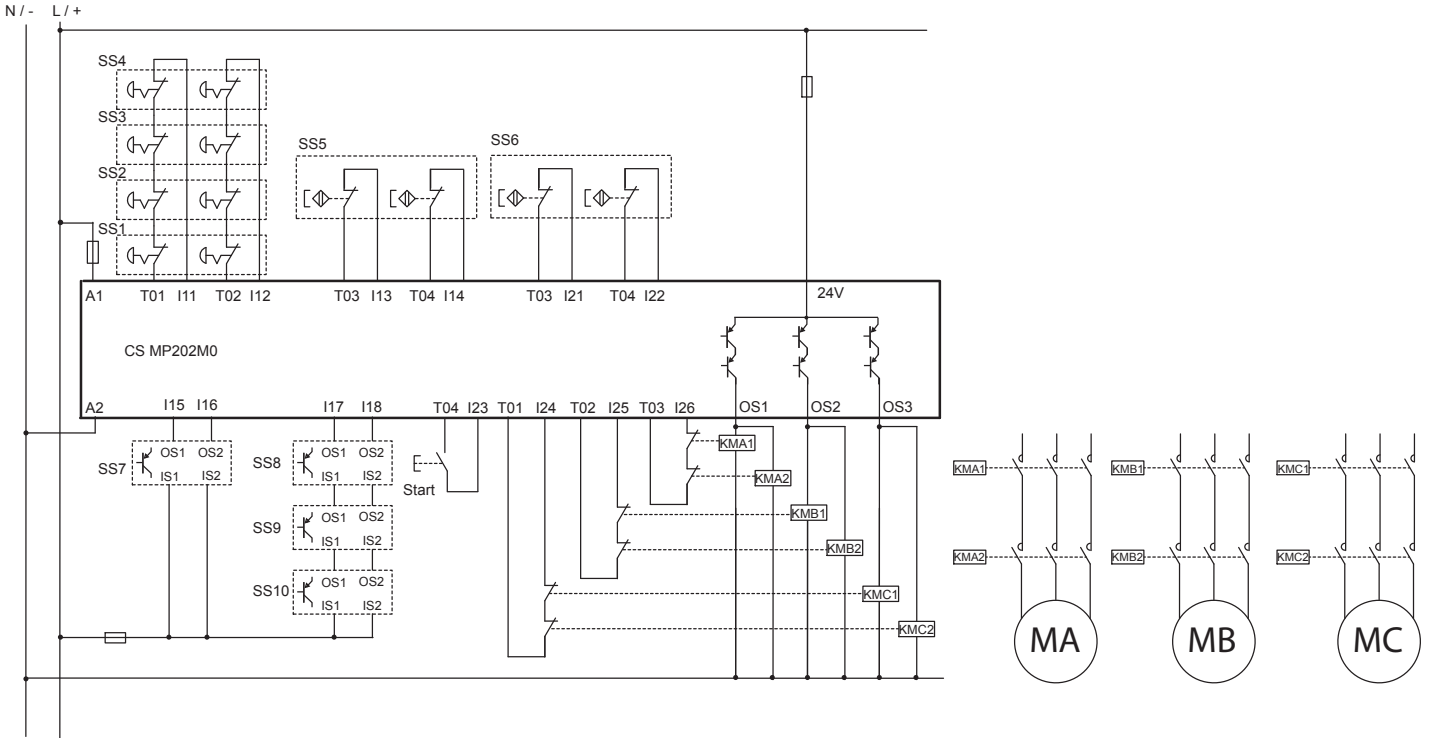 N / - L / +
SS4
SS3
SS2
SS1
SS5
SS6
A1 T01 I11 T02 I12 T03 I13 T04 I14 T03 I21 T04 I22 24V
CS MP202M0
A2 I15 I16 I17 I18 T04 I23 T01 I24 T02 I25 T03 I26 OS1 OS2 OS3
SS7 OS1 OS2
IS1 IS2
SS8 OS1 OS2
IS1 IS2
SS9 OS1 OS2
IS1 IS2
SS10 OS1 OS2
IS1 IS2
Start
KMA1
KMA2
KMB1
KMB2
KMC1
KMC2
KMA1 KMB1 KMC1
KMA2 KMB2 KMC2
MA MB MC